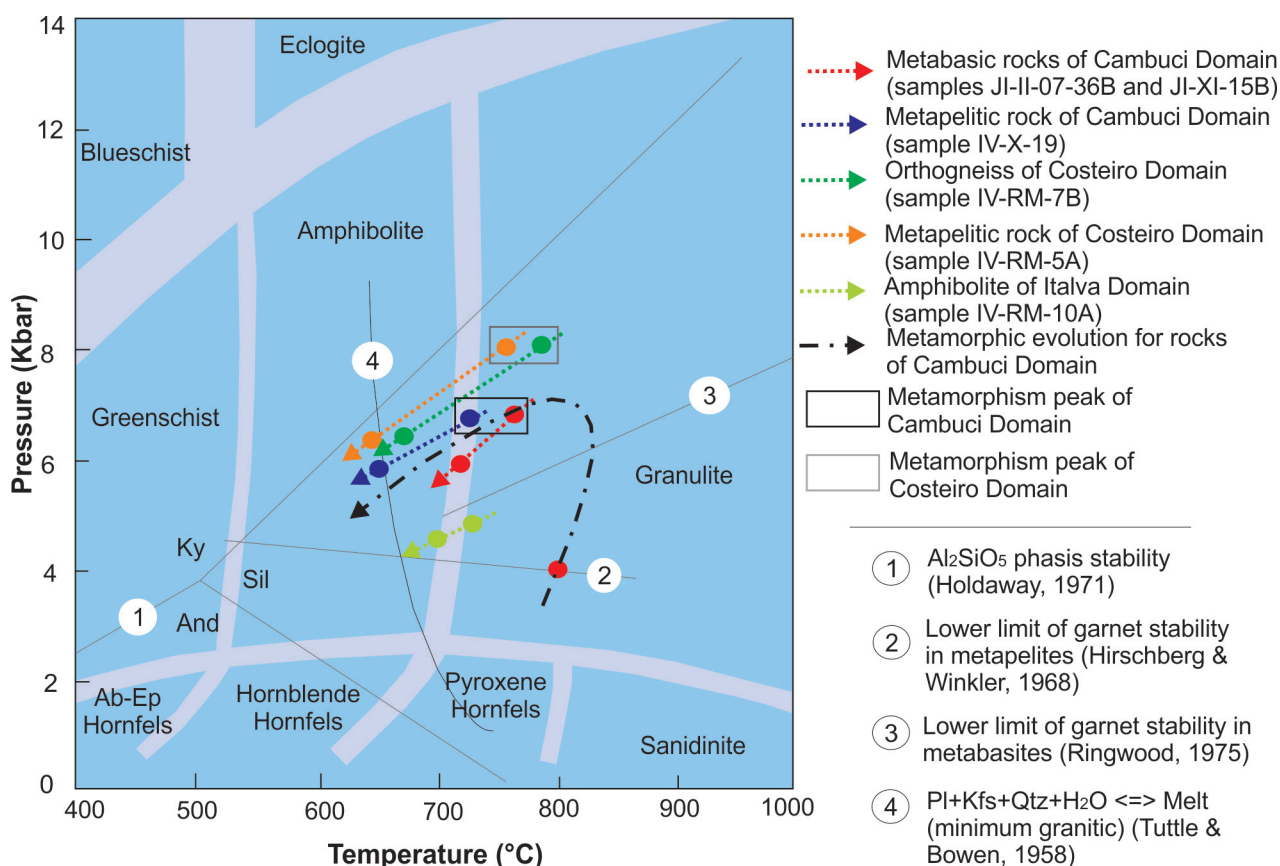 14
12
10
8
6
4
2
0
Pressure (Kbar)
400
500
600
700
800
900
1000
Temperature (°C)
Eclogite
Blueschist
Amphibolite
4
3
Greenschist
Granulite
Ky
Sil
2
1
And
Ab-Ep
Hornfels
Hornblende
Hornfels
Pyroxene
Hornfels
Sanidinite
Metabasic rocks of Cambuci Domain
(samples JI-II-07-36B and JI-XI-15B)
Metapelitic rock of Cambuci Domain
(sample IV-X-19)
Orthogneiss of Costeiro Domain
(sample IV-RM-7B)
Metapelitic rock of Costeiro Domain
(sample IV-RM-5A)
Amphibolite of Italva Domain
(sample IV-RM-10A)
Metamorphic evolution for rocks
of Cambuci Domain
Metamorphism peak of
Cambuci Domain
Metamorphism peak of
Costeiro Domain
1 Al₂SiO₅ phasis stability
(Holdaway, 1971)
2 Lower limit of garnet stability
in metapelites (Hirschberg &
Winkler, 1968)
3 Lower limit of garnet stability in
metabasites (Ringwood, 1975)
4 Pl+Kfs+Qtz+H₂O <=> Melt
(minimum granitic) (Tuttle &
Bowen, 1958)